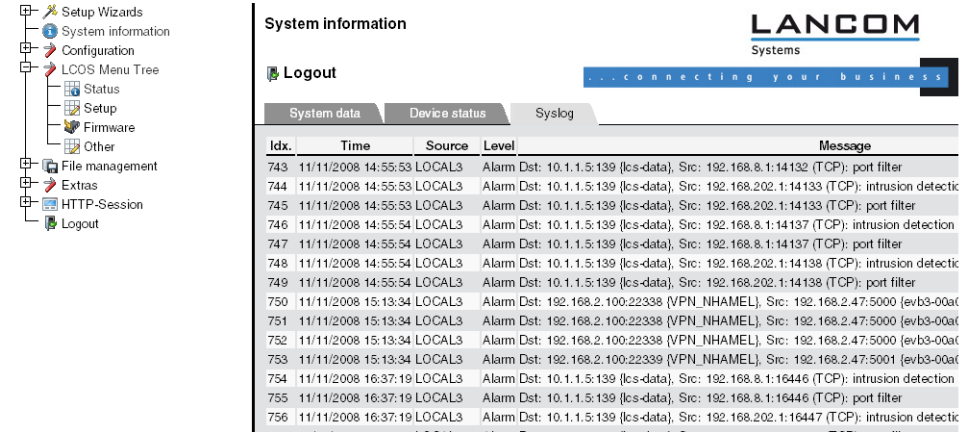 Setup Wizards
System information
Configuration
LCOS Menu Tree
Status
Setup
Firmware
Other
File management
Extras
HTTP-Session
Logout
System information
LANCOM
Systems
Logout
...connecting your business
System data Device status Syslog
Idx. Time Source Level Message
743 11/11/2008 14:55:53 LOCAL3 Alarm Dst: 10.1.1.5:139 {lcs-data}, Src: 192.168.8.1:14132 (TCP): port filter
744 11/11/2008 14:55:53 LOCAL3 Alarm Dst: 10.1.1.5:139 {lcs-data}, Src: 192.168.202.1:14133 (TCP): intrusion detectic
745 11/11/2008 14:55:53 LOCAL3 Alarm Dst: 10.1.1.5:139 {lcs-data}, Src: 192.168.202.1:14133 (TCP): port filter
746 11/11/2008 14:55:54 LOCAL3 Alarm Dst: 10.1.1.5:139 {lcs-data}, Src: 192.168.8.1:14137 (TCP): intrusion detection
747 11/11/2008 14:55:54 LOCAL3 Alarm Dst: 10.1.1.5:139 {lcs-data}, Src: 192.168.8.1:14137 (TCP): port filter
748 11/11/2008 14:55:54 LOCAL3 Alarm Dst: 10.1.1.5:139 {lcs-data}, Src: 192.168.202.1:14138 (TCP): intrusion detectic
749 11/11/2008 14:55:54 LOCAL3 Alarm Dst: 10.1.1.5:139 {lcs-data}, Src: 192.168.202.1:14138 (TCP): port filter
750 11/11/2008 15:13:34 LOCAL3 Alarm Dst: 192.168.2.100:22338 {VPN_NHAMEL}, Src: 192.168.2.47:5000 {evb3-00a0
751 11/11/2008 15:13:34 LOCAL3 Alarm Dst: 192.168.2.100:22338 {VPN_NHAMEL}, Src: 192.168.2.47:5000 {evb3-00a0
752 11/11/2008 15:13:34 LOCAL3 Alarm Dst: 192.168.2.100:22338 {VPN_NHAMEL}, Src: 192.168.2.47:5000 {evb3-00a0
753 11/11/2008 15:13:34 LOCAL3 Alarm Dst: 192.168.2.100:22339 {VPN_NHAMEL}, Src: 192.168.2.47:5001 {evb3-00a0
754 11/11/2008 16:37:19 LOCAL3 Alarm Dst: 10.1.1.5:139 {lcs-data}, Src: 192.168.8.1:16446 (TCP): intrusion detection
755 11/11/2008 16:37:19 LOCAL3 Alarm Dst: 10.1.1.5:139 {lcs-data}, Src: 192.168.8.1:16446 (TCP): port filter
756 11/11/2008 16:37:19 LOCAL3 Alarm Dst: 10.1.1.5:139 {lcs-data}, Src: 192.168.202.1:16447 (TCP): intrusion detectic